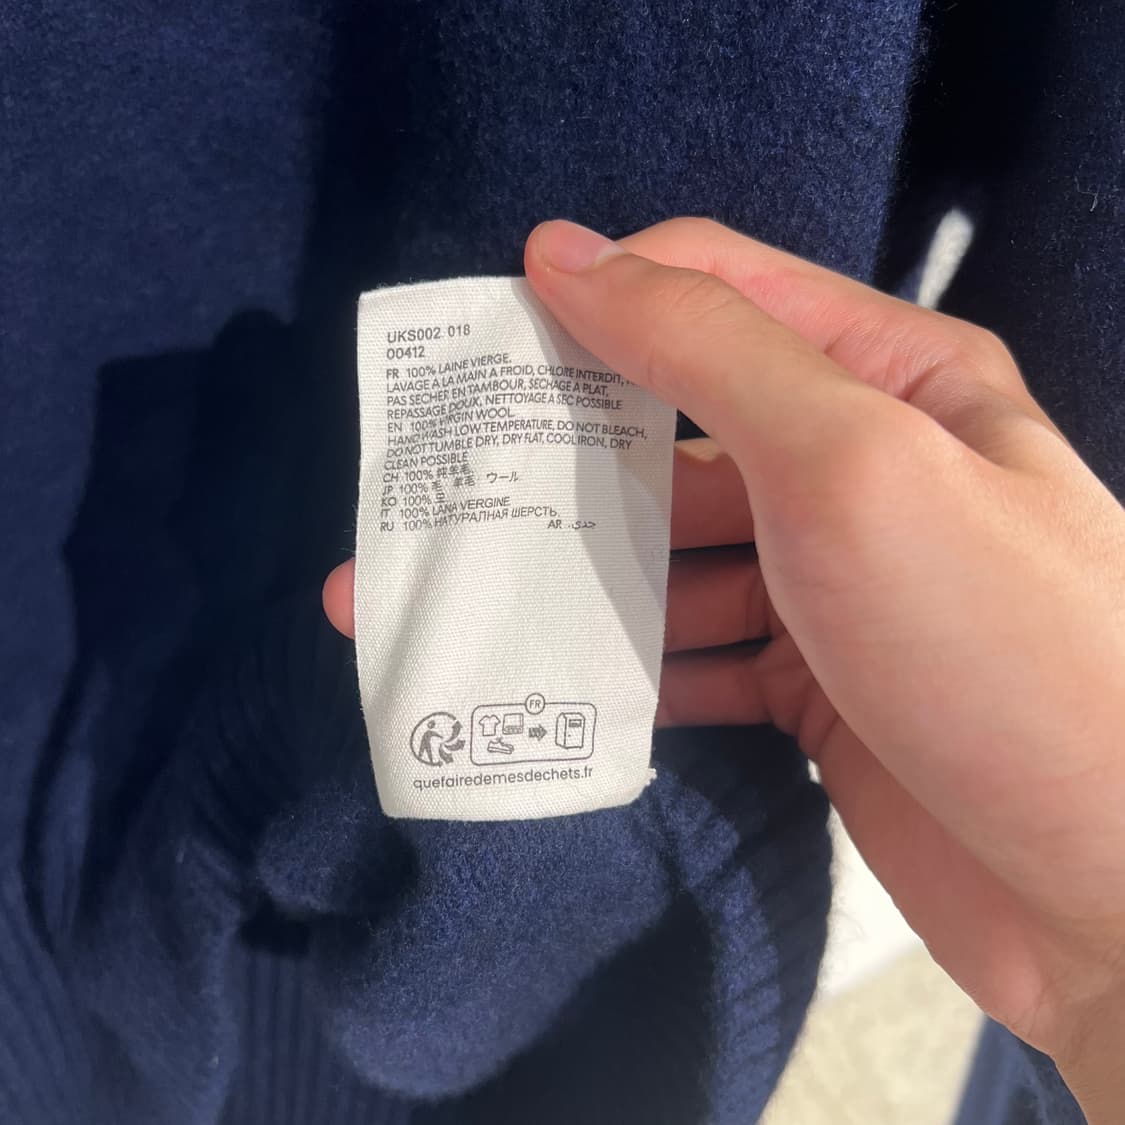 UKS002 018
00412
FR 100% LAINE VIERGE.
LAVAGE A LA MAIN A FROID, CHLORE INTERDIT,
PAS SECHER EN TAMBOUR, SECHAGE A PLAT,
REPASSAGE DOUX, NETTOYAGE A SEC POSSIBLE
EN 100% VIRGIN WOOL
HAND WASH LOW TEMPERATURE, DO NOT BLEACH,
DO NOT TUMBLE DRY, DRY FLAT, COOL IRON, DRY
CLEAN POSSIBLE
CH 100% 纯羊毛.
JP 100% 毛 羊毛 ウール
KO 100% 모
IT 100% LANA VERGINE
RU 100% НАТУРАЛНАЯ ШЕРСТЬ.
AR
FR
quefairedemesdechets.fr